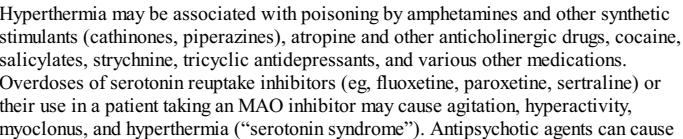 Hyperthermia may be associated with poisoning by amphetamines and other synthetic
stimulants (cathinones, piperazines), atropine and other anticholinergic drugs, cocaine,
salicylates, strychnine, tricyclic antidepressants, and various other medications.
Overdoses of serotonin reuptake inhibitors (eg, fluoxetine, paroxetine, sertraline) or
their use in a patient taking an MAO inhibitor may cause agitation, hyperactivity,
myoclonus, and hyperthermia (“serotonin syndrome”). Antipsychotic agents can cause